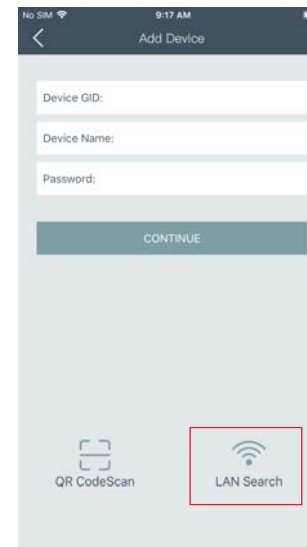 No SIM 9:17 AM
Add Device
Device GID:
Device Name:
Password:
CONTINUE
QR CodeScan LAN Search